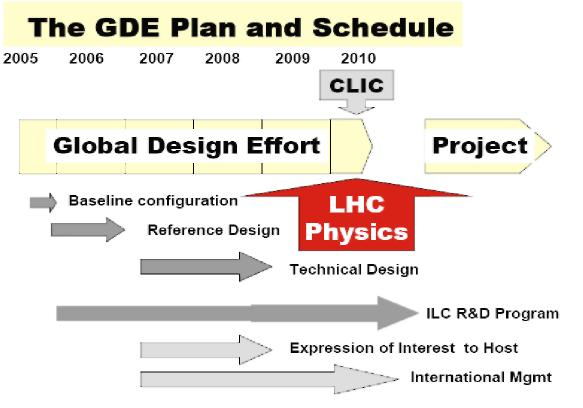 The GDE Plan and Schedule
2005 2006 2007 2008 2009 2010
CLIC
Global Design Effort
Project
Baseline configuration
LHC
Physics
Reference Design
Technical Design
ILC R&D Program
Expression of Interest to Host
International Mgmt